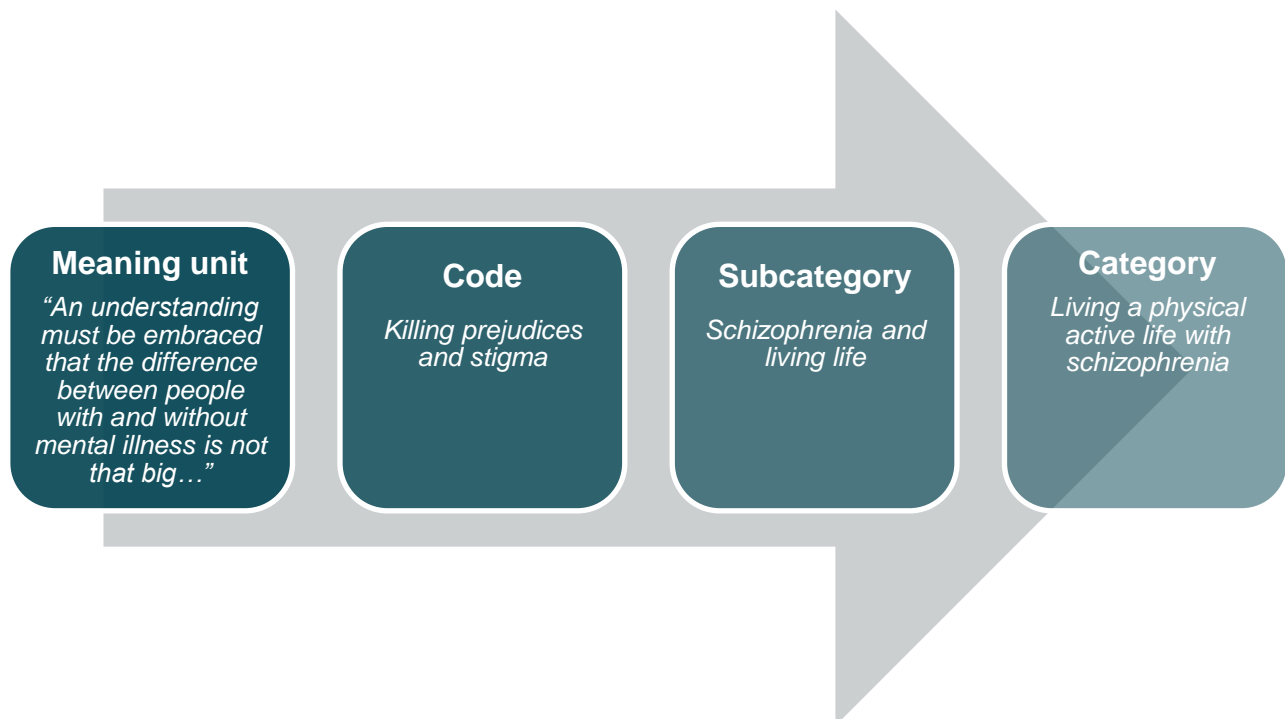 Meaning unit
“An understanding
must be embraced
that the difference
between people
with and without
mental illness is not
that big…”
Code
Killing prejudices
and stigma
Subcategory
Schizophrenia and
living life
Category
Living a physical
active life with
schizophrenia